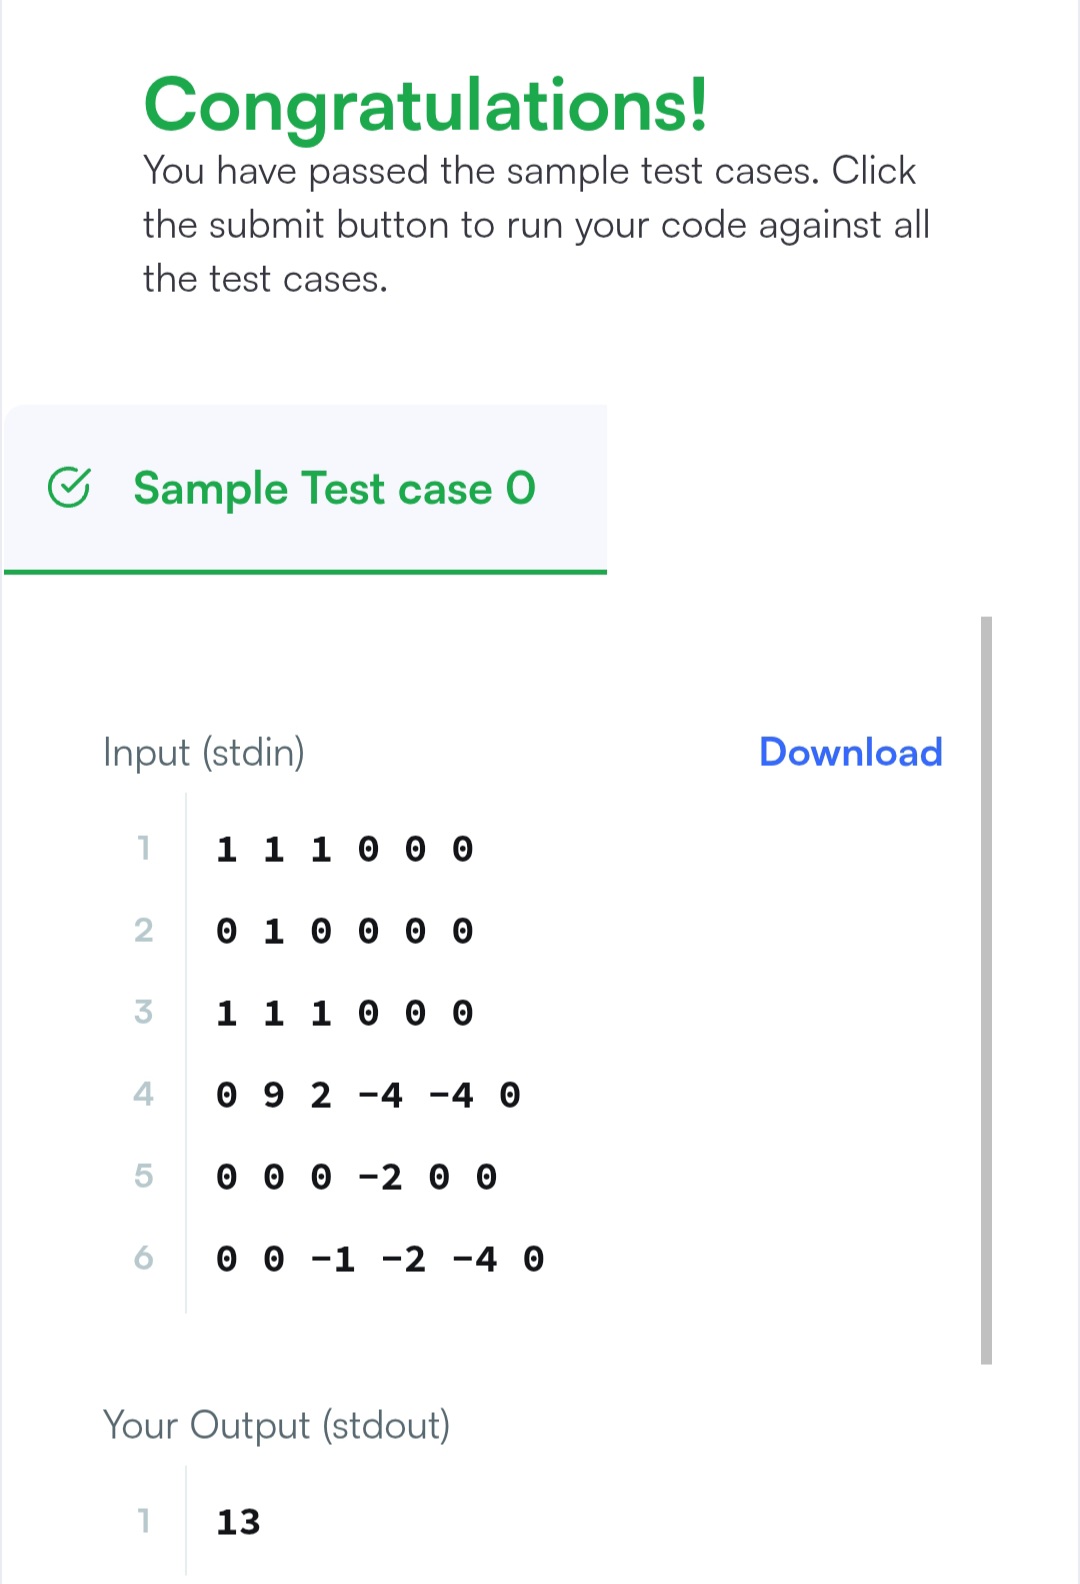 Congratulations!
You have passed the sample test cases. Click
the submit button to run your code against all
the test cases.
Sample Test case 0
Input (stdin)
Download
1 1 1 1 0 0 0
2 0 1 0 0 0 0
3 1 1 1 0 0 0
4 0 9 2 -4 -4 0
5 0 0 0 -2 0 0
6 0 0 -1 -2 -4 0
Your Output (stdout)
1 13